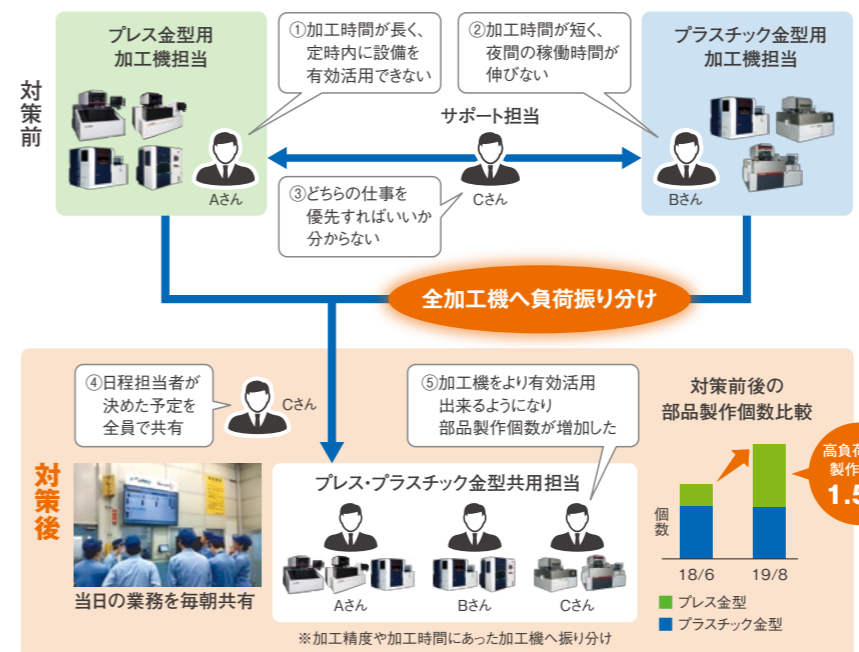 対策前
プレス金型用
加工機担当
①加工時間が長く、
定時内に設備を
有効活用できない
②加工時間が短く、
夜間の稼働時間が
伸びない
プラスチック金型用
加工機担当
サポート担当
Aさん
③どちらの仕事を
優先すればいいか
分からない
Cさん
Bさん
全加工機へ負荷振り分け
対策後
④日程担当者が
決めた予定を
全員で共有
Cさん
⑤加工機をより有効活用
出来るようになり
部品製作個数が増加した
当日の業務を毎朝共有
プレス・プラスチック金型共用担当
Aさん
Bさん
Cさん
※加工精度や加工時間にあった加工機へ振り分け
対策前後の
部品製作個数比較
高負荷
製作
1.5
個数
18/6
19/8
プレス金型
プラスチック金型